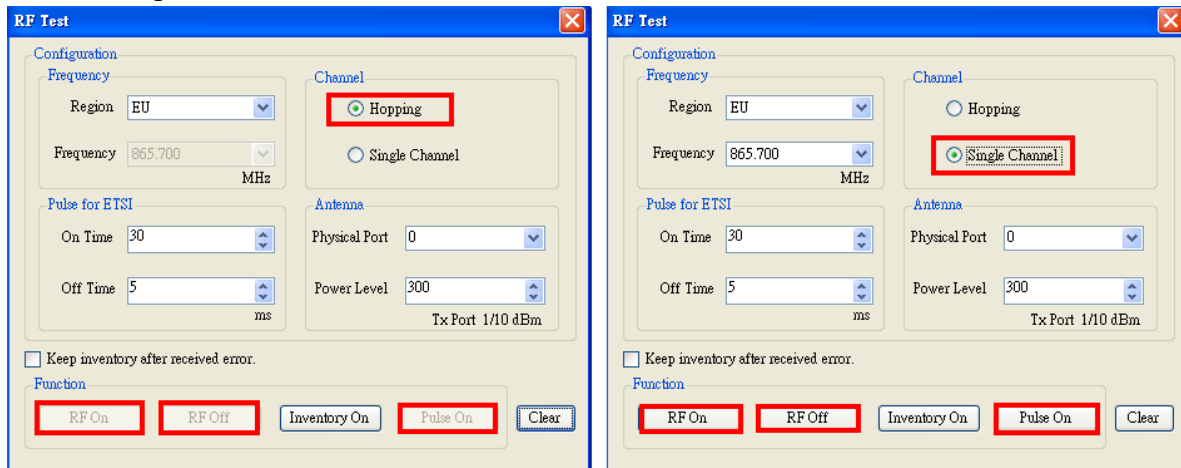 RF Test
Configuration
Frequency
Region EU
Frequency 865.700
MHz
Channel
Hopping
Single Channel
Pulse for ETSI
On Time 30
Off Time 5
ms
Antenna
Physical Port 0
Power Level 300
Tx Port 1/10 dBm
Keep inventory after received error.
Function
RF On RF Off Inventory On Pulse On Clear
RF Test
Configuration
Frequency
Region EU
Frequency 865.700
MHz
Channel
Hopping
Single Channel
Pulse for ETSI
On Time 30
Off Time 5
ms
Antenna
Physical Port 0
Power Level 300
Tx Port 1/10 dBm
Keep inventory after received error.
Function
RF On RF Off Inventory On Pulse On Clear